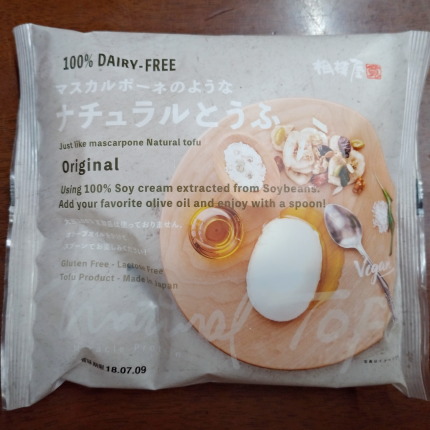 100% DAIRY-FREE
相模屋
マスカルポーネのような
ナチュラルとうふ
Just like mascarpone Natural tofu
Original
Using 100% Soy cream extracted from Soybeans.
Add your favorite olive oil and enjoy with a spoon!
Gluten Free - Lactose Free
Tofu Product - Made in Japan
Vegan
18.07.09